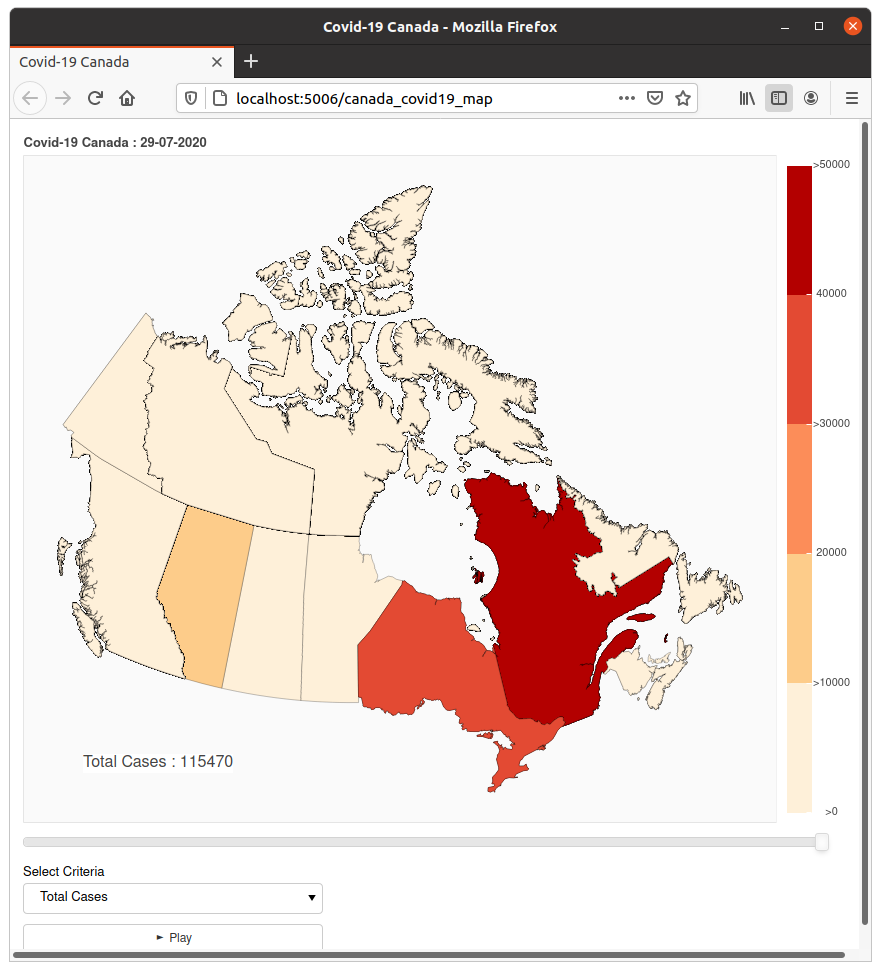 Covid-19 Canada - Mozilla Firefox
Covid-19 Canada
localhost:5006/canada_covid19_map
Covid-19 Canada : 29-07-2020
>50000
40000
>30000
20000
>10000
>0
Total Cases : 115470
Select Criteria
Total Cases
► Play